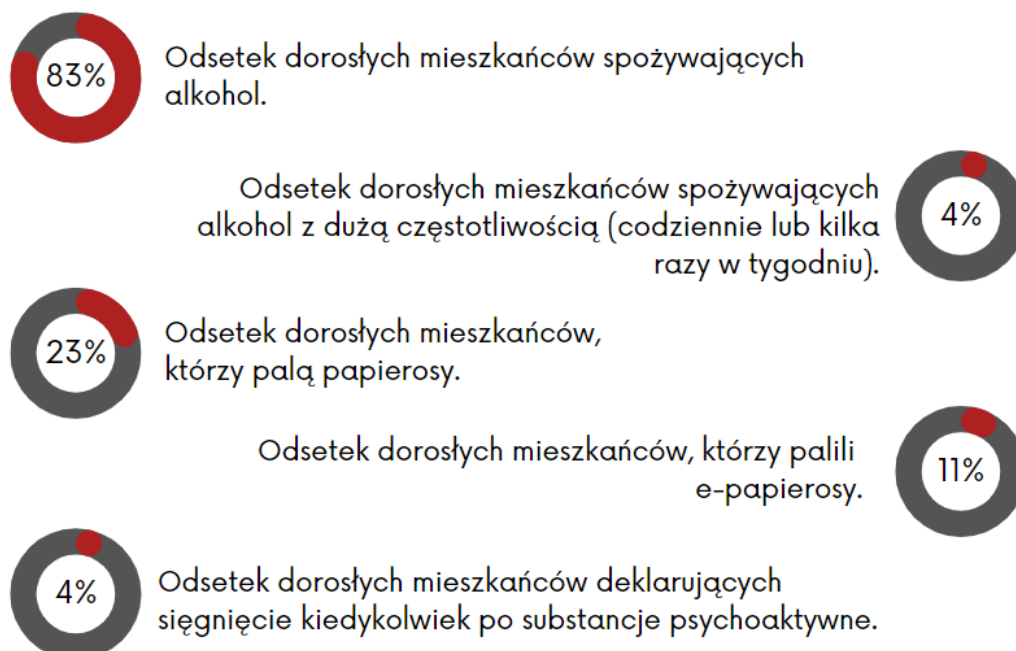 83%
Odsetek dorosłych mieszkańców spożywających
alkohol.
Odsetek dorosłych mieszkańców spożywających
alkohol z dużą częstotliwością (codziennie lub kilka
razy w tygodniu).
4%
23%
Odsetek dorosłych mieszkańców,
którzy palą papierosy.
Odsetek dorosłych mieszkańców, którzy palili
e-papierosy.
11%
4%
Odsetek dorosłych mieszkańców deklarujących
sięgnięcie kiedykolwiek po substancje psychoaktywne.